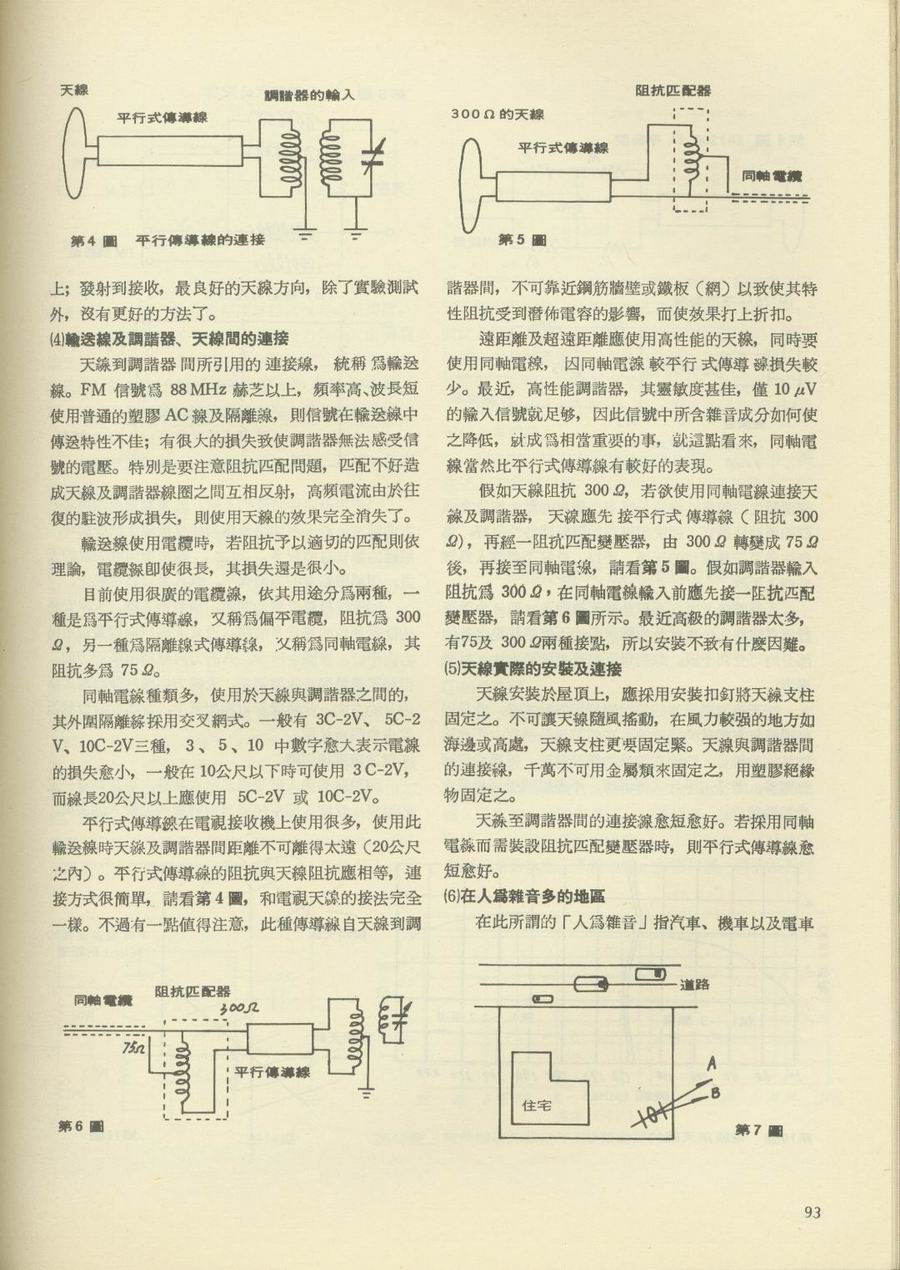 天線
調諧器的輸入
平行式傳導線
第4圖 平行傳導線的連接
阻抗匹配器
300Ω的天線
平行式傳導線
同軸電纜
第5圖
上；發射到接收，最良好的天線方向，除了實驗測試
外，沒有更好的方法了。
⑷輸送線及調諧器、天線間的連接
天線到調諧器間所引用的連接線，統稱爲輸送
線。FM 信號爲 88MHz 赫芝以上，頻率高、波長短
使用普通的塑膠AC線及隔離線，則信號在輸送線中
傳送特性不佳；有很大的損失致使調諧器無法感受信
號的電壓。特別是要注意阻抗匹配問題，匹配不好造
成天線及調諧器線圈之間互相反射，高頻電流由於往
復的駐波形成損失，則使用天線的效果完全消失了。
輸送線使用電纜時，若阻抗予以適切的匹配則依
理論，電纜線卽使很長，其損失還是很小。
目前使用很廣的電纜線，依其用途分爲兩種，一
種是爲平行式傳導線，又稱爲偏平電纜，阻抗爲 300
Ω，另一種爲隔離線式傳導線，又稱爲同軸電線，其
阻抗多爲 75Ω。
同軸電線種類多，使用於天線與調諧器之間的，
其外圍隔離線採用交叉網式。一般有 3C-2V、 5C-2
V、10C-2V三種，3、5、10 中數字愈大表示電線
的損失愈小，一般在 10公尺以下時可使用 3C-2V，
而線長20公尺以上應使用 5C-2V 或 10C-2V。
平行式傳導線在電視接收機上使用很多，使用此
輸送線時天線及調諧器間距離不可離得太遠（20公尺
之內）。平行式傳導線的阻抗與天線阻抗應相等，連
接方式很簡單，請看第4圖，和電視天線的接法完全
一樣。不過有一點值得注意，此種傳導線自天線到調
諧器間，不可靠近鋼筋牆壁或鐵板（網）以致使其特
性阻抗受到潛佈電容的影響，而使效果打上折扣。
遠距離及超遠距離應使用高性能的天線，同時要
使用同軸電線，因同軸電線較平行式傳導線損失較
少。最近，高性能調諧器，其靈敏度甚佳，僅 10 μV
的輸入信號就足够，因此信號中所含雜音成分如何使
之降低，就成爲相當重要的事，就這點看來，同軸電
線當然比平行式傳導線有較好的表現。
假如天線阻抗 300Ω，若欲使用同軸電線連接天
線及調諧器，天線應先接平行式傳導線（阻抗 300
Ω），再經一阻抗匹配變壓器，由 300Ω 轉變成 75Ω
後，再接至同軸電線，請看第5圖。假如調諧器輸入
阻抗爲 300Ω，在同軸電線輸入前應先接一阻抗匹配
變壓器，請看第6圖所示。最近高級的調諧器太多，
有75及 300Ω兩種接點，所以安裝不致有什麼因難。
⑸天線實際的安裝及連接
天線安裝於屋頂上，應採用安裝扣釘將天線支柱
固定之。不可讓天線隨風搖動，在風力較强的地方如
海邊或高處，天線支柱更要固定緊。天線與調諧器間
的連接線，千萬不可用金屬類來固定之，用塑膠絕緣
物固定之。
天線至調諧器間的連接線愈短愈好。若採用同軸
電線而需裝設阻抗匹配變壓器時，則平行式傳導線愈
短愈好。
⑹在人爲雜音多的地區
在此所謂的「人爲雜音」指汽車、機車以及電車
同軸電纜
阻抗匹配器
300Ω
75Ω
平行傳導線
第6圖
道路
住宅
A
B
第7圖
93